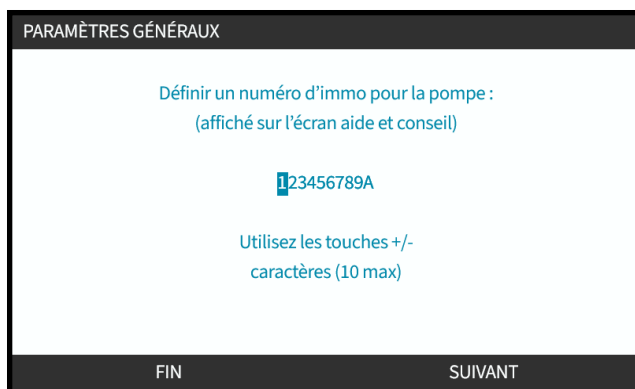 PARAMÈTRES GÉNÉRAUX
Définir un numéro d’immo pour la pompe :
(affiché sur l’écran aide et conseil)
123456789A
Utilisez les touches +/-
caractères (10 max)
FIN SUIVANT